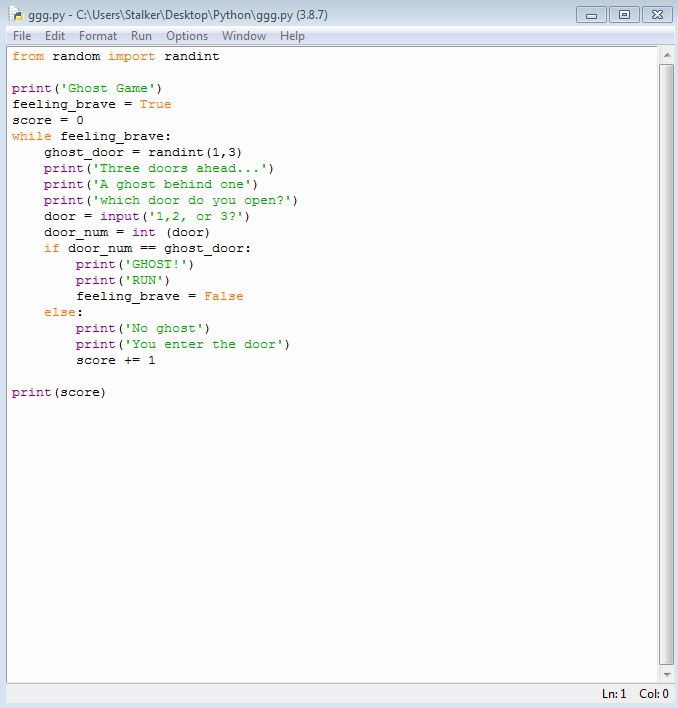 ggg.py - C:\Users\Stalker\Desktop\Python\ggg.py (3.8.7)
File Edit Format Run Options Window Help
from random import randint

print('Ghost Game')
feeling_brave = True
score = 0
while feeling_brave:
    ghost_door = randint(1,3)
    print('Three doors ahead...')
    print('A ghost behind one')
    print('which door do you open?')
    door = input('1,2, or 3?')
    door_num = int (door)
    if door_num == ghost_door:
        print('GHOST!')
        print('RUN')
        feeling_brave = False
    else:
        print('No ghost')
        print('You enter the door')
        score += 1

print(score)
Ln: 1 Col: 0